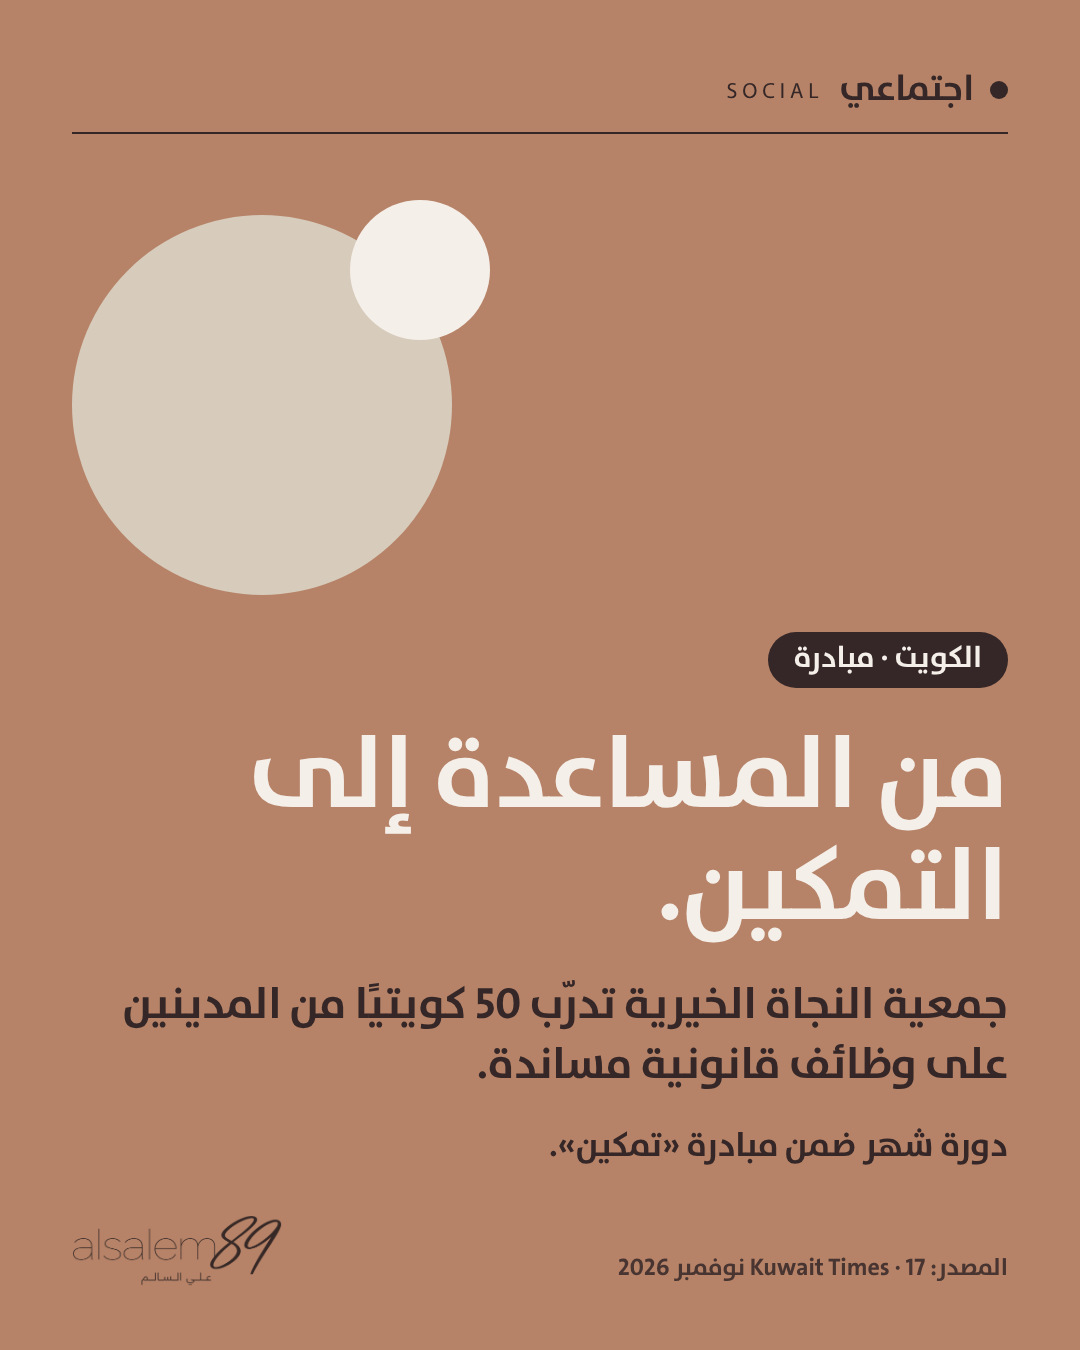 اجتماعي SOCIAL
الكويت · مبادرة
من المساعدة إلى
التمكين.
جمعية النجاة الخيرية تدرّب 50 كويتيًا من المدينين
على وظائف قانونية مساندة.
دورة شهر ضمن مبادرة «تمكين».
المصدر: Kuwait Times · 17 نوفمبر 2026
alsalem89
علي السالم